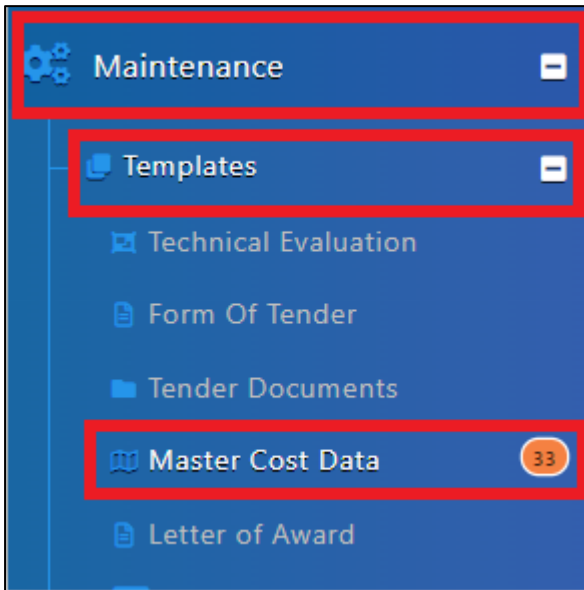 Maintenance
Templates
Technical Evaluation
Form Of Tender
Tender Documents
Master Cost Data 33
Letter of Award